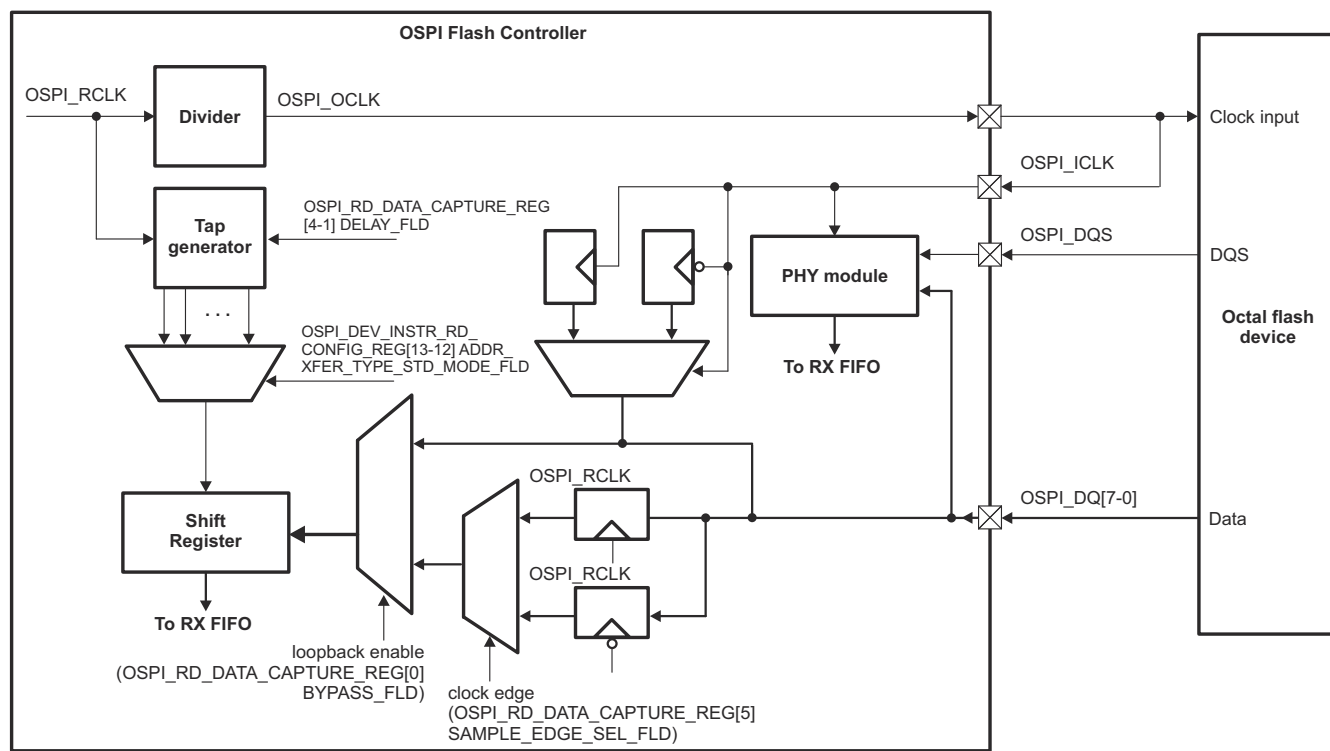 OSPI Flash Controller
OSPI_RCLK
Divider
OSPI_OCLK
Clock input
OSPI_ICLK
Tap
generator
OSPI_RD_DATA_CAPTURE_REG
[4-1] DELAY_FLD
OSPI_DQS
DQS
PHY module
. . .
Octal flash
device
OSPI_DEV_INSTR_RD_
CONFIG_REG[13-12] ADDR_
XFER_TYPE_STD_MODE_FLD
To RX FIFO
OSPI_RCLK
OSPI_DQ[7-0]
Data
Shift
Register
OSPI_RCLK
To RX FIFO
loopback enable
(OSPI_RD_DATA_CAPTURE_REG[0]
BYPASS_FLD)
clock edge
(OSPI_RD_DATA_CAPTURE_REG[5]
SAMPLE_EDGE_SEL_FLD)